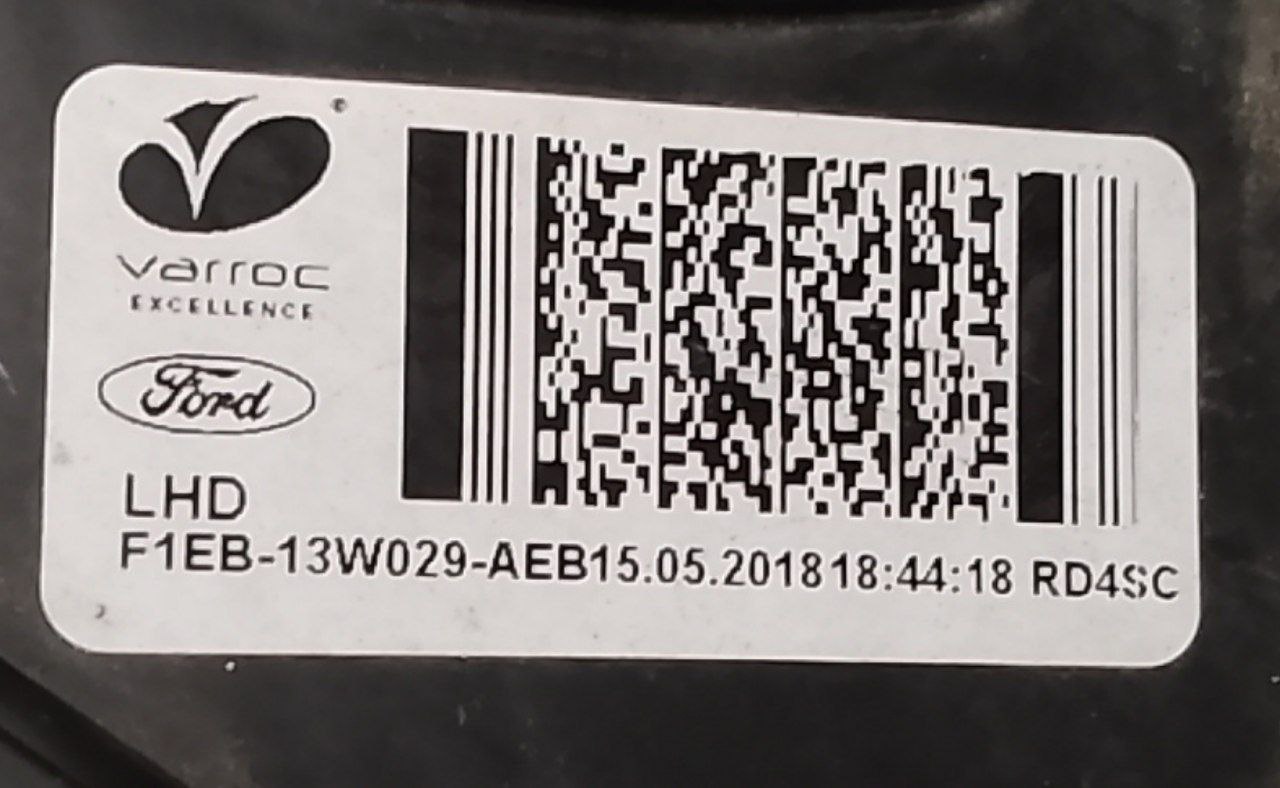 varroc
EXCELLENCE
Ford
LHD
F1EB-13W029-AEB15.05.201818:44:18 RD4SC